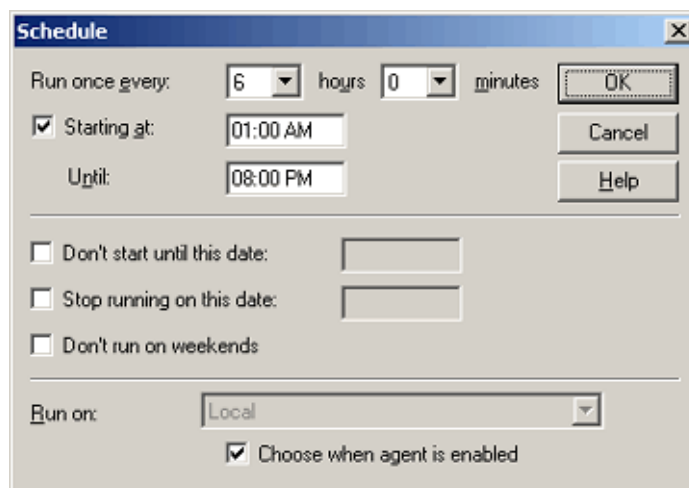 Schedule
Run once every: 6 hours 0 minutes OK
Starting at: 01:00 AM Cancel
Until: 08:00 PM Help
Don't start until this date:
Stop running on this date:
Don't run on weekends
Run on: Local
Choose when agent is enabled